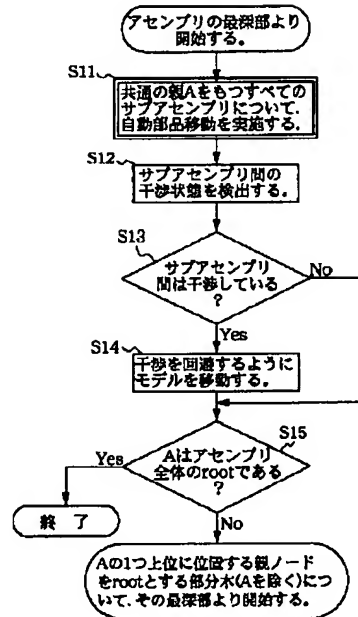 アセンブリの最深部より
開始する。
S11
共通の親Aをもつすべての
サブアセンブリについて,
自動部品移動を実施する.
S12
サブアセンブリ間の
干渉状態を検出する。
S13
サブアセンブリ
間は干渉している
?
No
Yes
S14
干渉を回避するように
モデルを移動する。
S15
Aはアセンブリ
全体のrootである
?
Yes
終 了
No
Aの1つ上位に位置する親ノード
をrootとする部分木(Aを除く)につ
いて、その最深部より開始する。